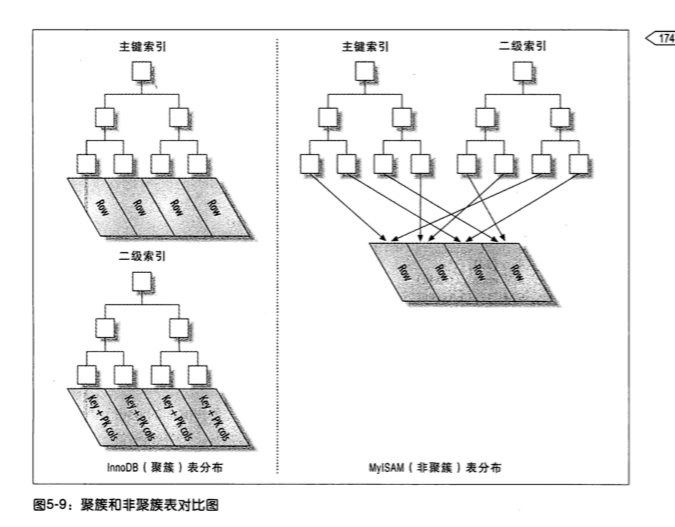 174
主键索引
Row
Row
Row
Row
二级索引
Key + PK cols
Key + PK cols
Key + PK cols
Key + PK cols
InnoDB（聚簇）表分布
主键索引
二级索引
Row
Row
Row
Row
MyISAM（非聚簇）表分布
图5-9：聚簇和非聚簇表对比图